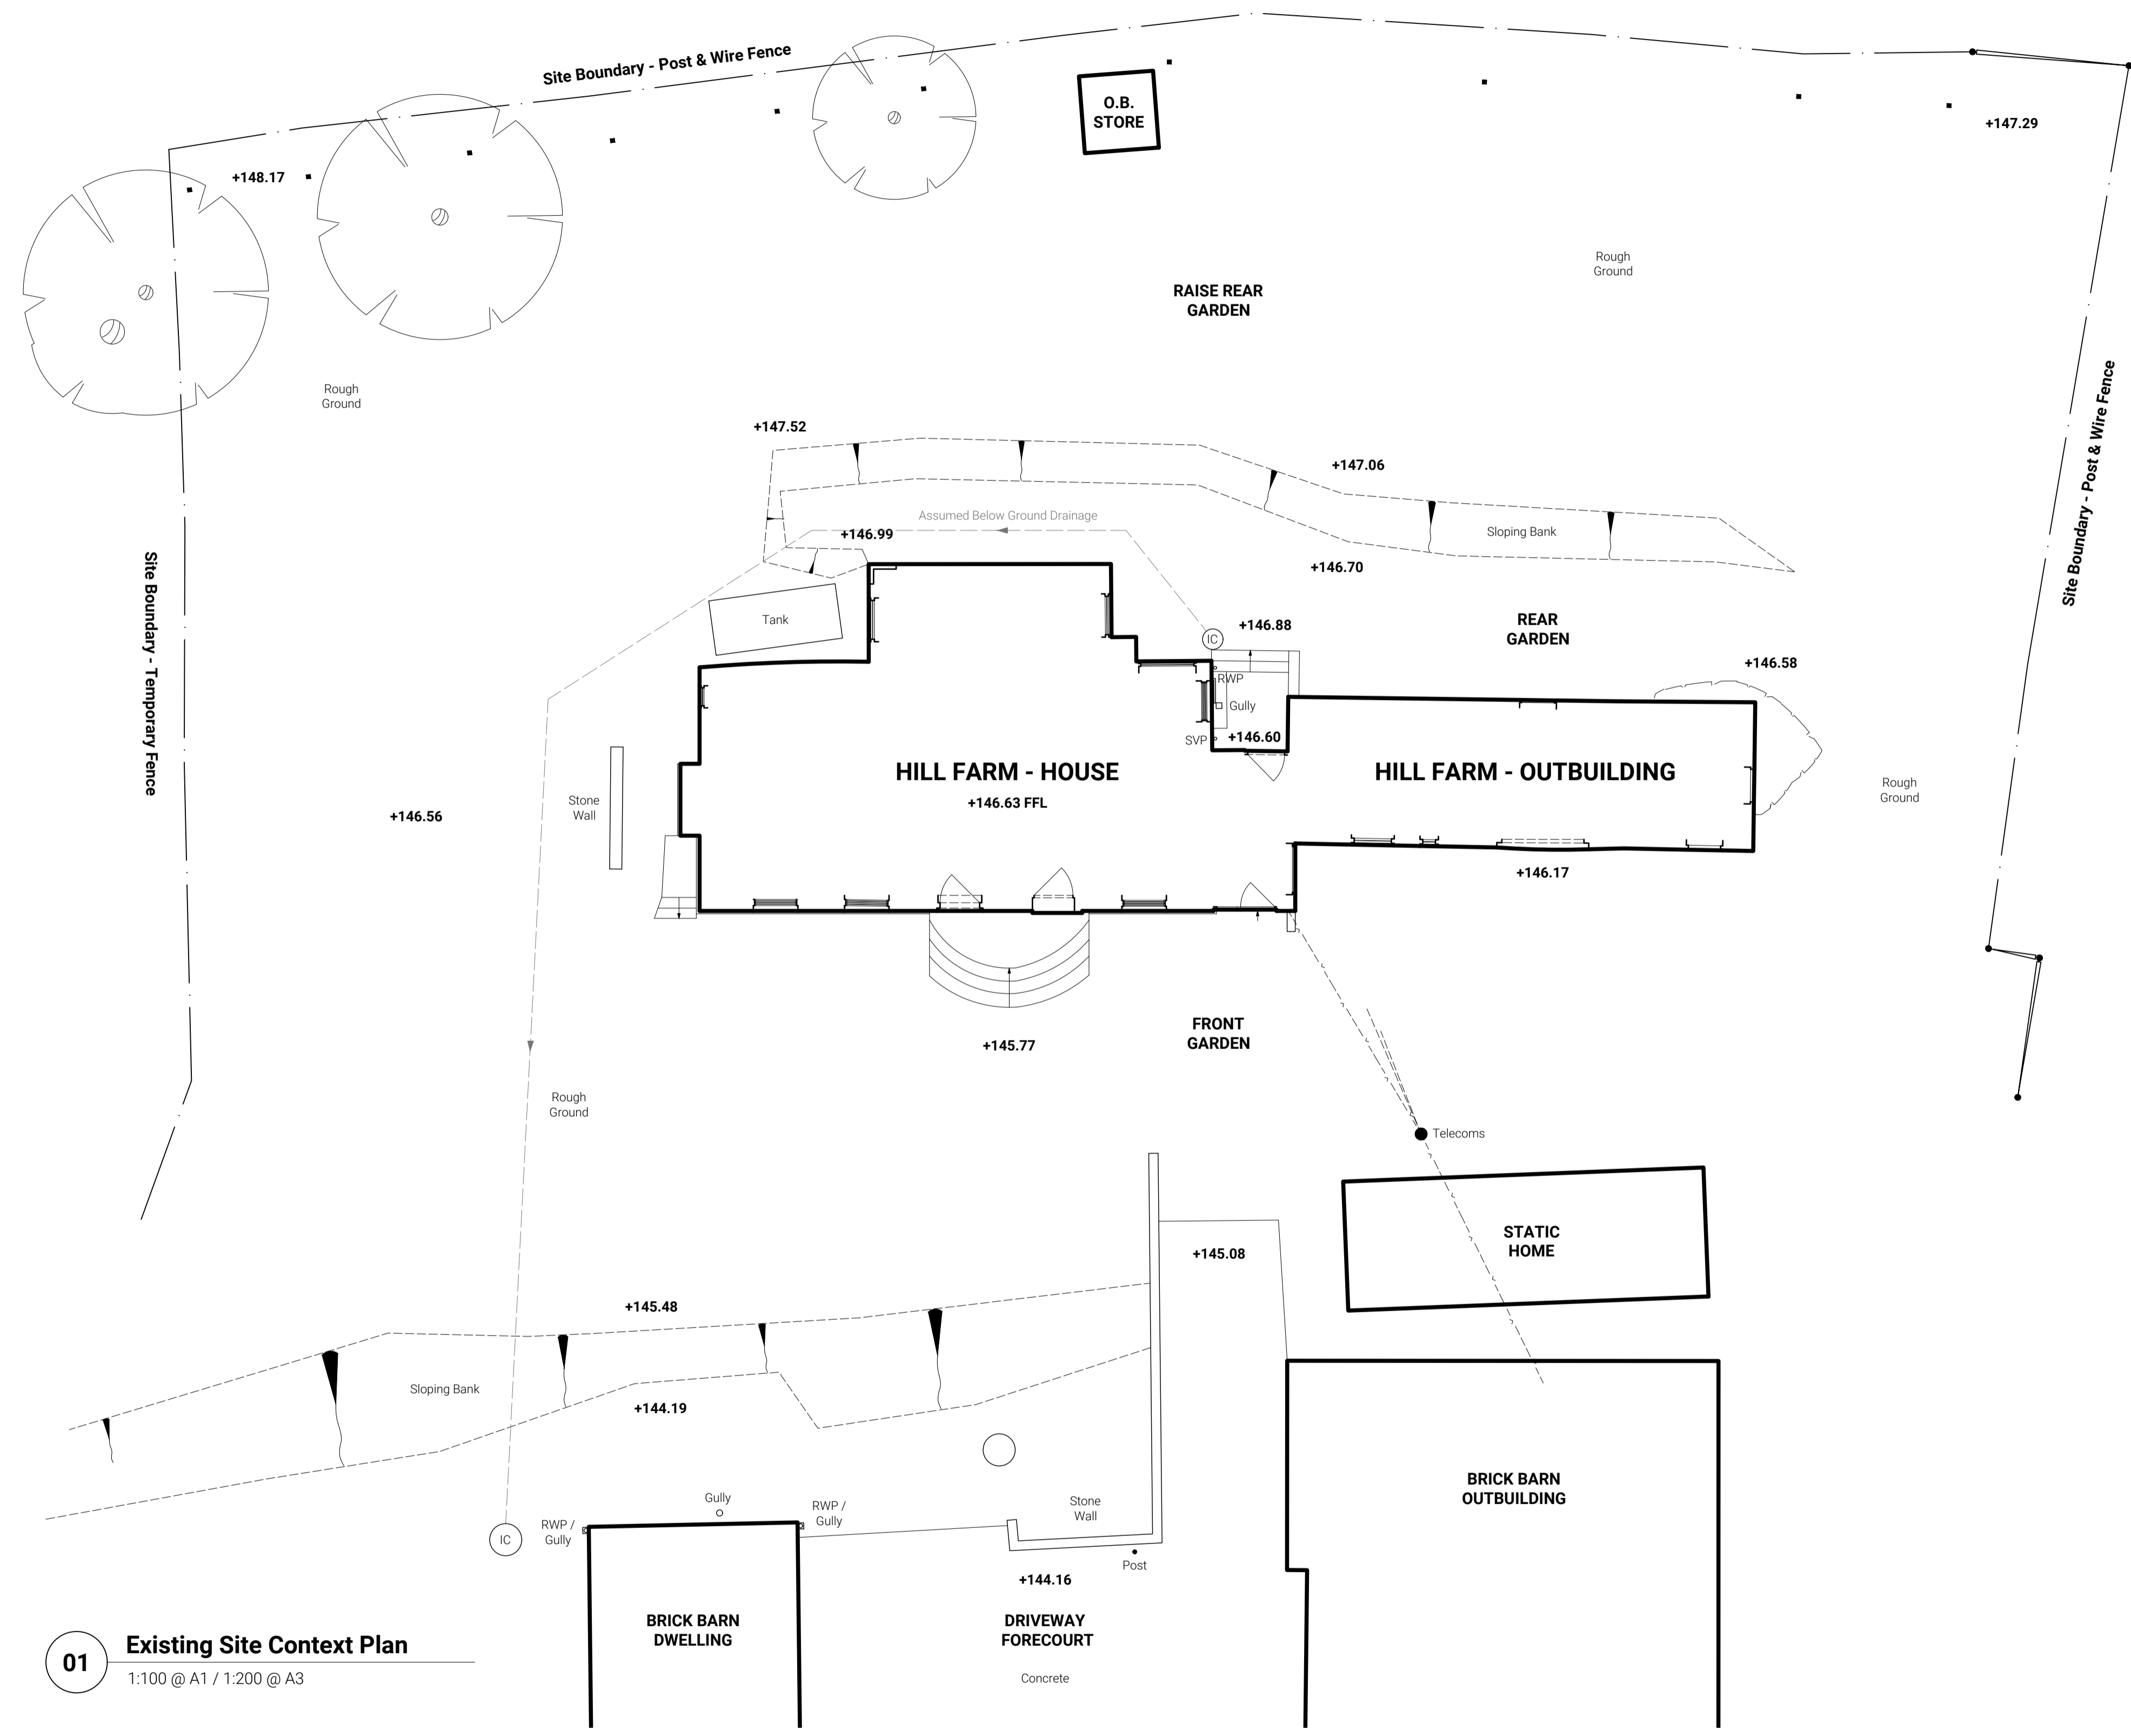 Site Boundary - Post & Wire Fence
O.B.
STORE
+147.29
+148.17
Rough
Ground
RAISE REAR
GARDEN
Rough
Ground
Site Boundary - Post & Wire Fence
+147.52
+147.06
Assumed Below Ground Drainage
+146.99
Sloping Bank
+146.70
Site Boundary - Temporary Fence
Tank
IC
+146.88
REAR
GARDEN
+146.58
RWP
Gully
SVP
+146.60
HILL FARM - HOUSE
+146.63 FFL
HILL FARM - OUTBUILDING
Rough
Ground
Stone
Wall
+146.56
+146.17
FRONT
GARDEN
+145.77
Rough
Ground
Telecoms
STATIC
HOME
+145.08
+145.48
Sloping Bank
+144.19
BRICK BARN
OUTBUILDING
Gully
RWP /
Gully
Stone
Wall
RWP /
Gully
IC
Post
+144.16
BRICK BARN
DWELLING
DRIVEWAY
FORECOURT
Concrete
01
Existing Site Context Plan
1:100 @ A1 / 1:200 @ A3